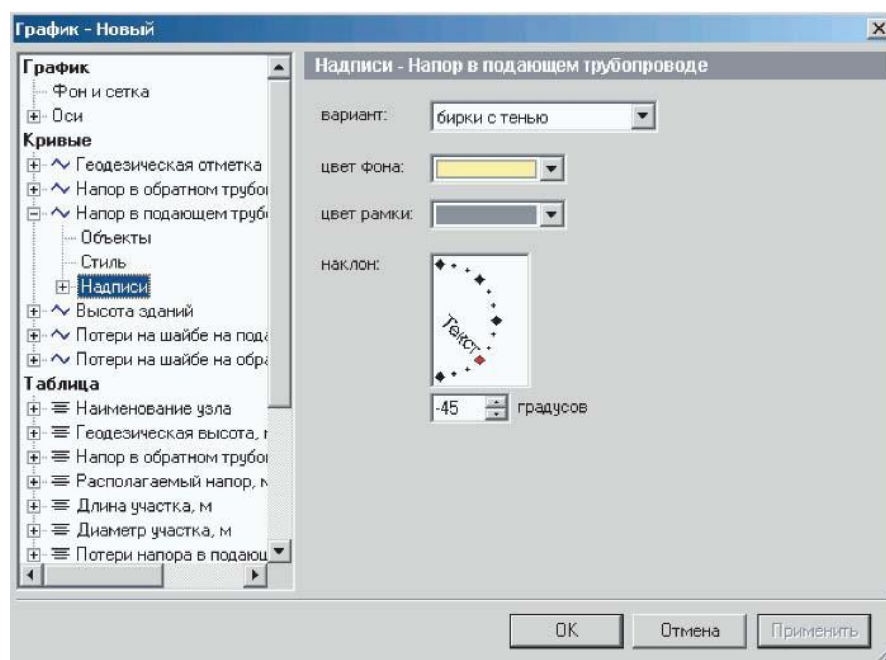 График - Новый
График
Фон и сетка
Оси
Кривые
Геодезическая отметка
Напор в обратном трубо
Напор в подающем труб
Объекты
Стиль
Надписи
Высота зданий
Потери на шайбе на пода
Потери на шайбе на обра
Таблица
Наименование узла
Геодезическая высота,
Напор в обратном трубо
Располагаемый напор,
Длина участка, м
Диаметр участка, м
Потери напора в подающ
Надписи - Напор в подающем трубопроводе
вариант:
бирки с тенью
цвет фона:
цвет рамки:
наклон:
Текст
-45 градусов
OK Отмена Применить